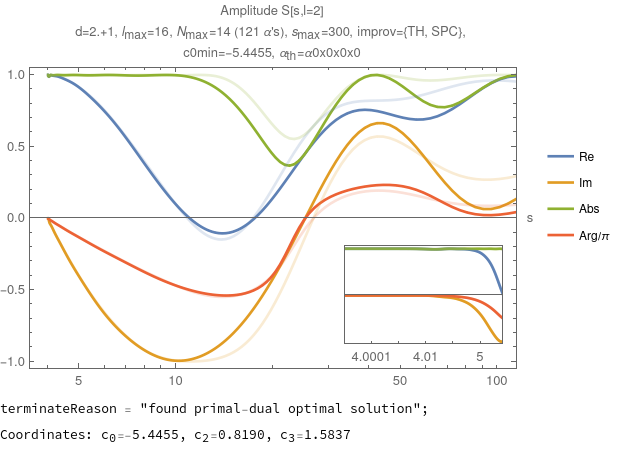 Amplitude S[s,l=2]
d=2.+1, lmax=16, Nmax=14 (121 α's), smax=300, improv={TH, SPC},
c0min=−5.4455, αth=α0x0x0x0
1.0
0.5
0.0
−0.5
−1.0
5
10
50
100
s
4.0001
4.01
5
Re
Im
Abs
Arg/π
terminateReason = "found primal-dual optimal solution";
Coordinates: c0=-5.4455, c2=0.8190, c3=1.5837